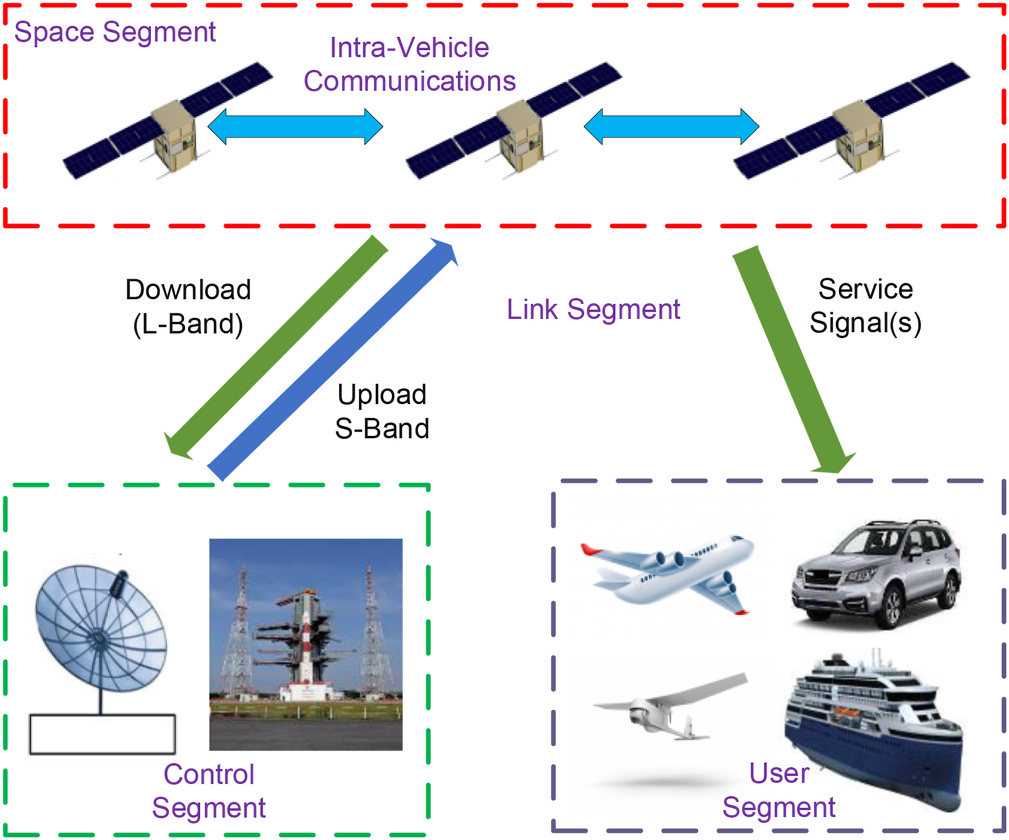 Space Segment
Intra-Vehicle
Communications
Download
(L-Band)
Link Segment
Service
Signal(s)
Upload
S-Band
Control
Segment
User
Segment